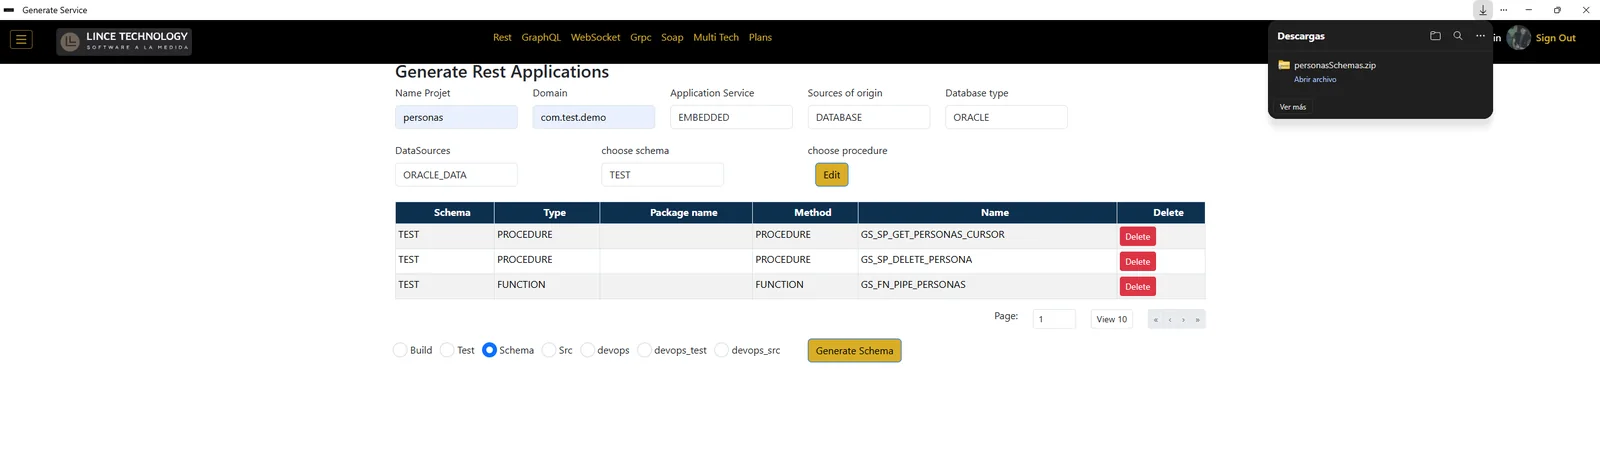 Generate Service
LINCE TECHNOLOGY
SOFTWARE A LA MEDIDA
Rest GraphQL WebSocket Grpc Soap Multi Tech Plans
in Sign Out
Descargas
personasSchemas.zip
Abrir archivo
Ver más
Generate Rest Applications
Name Projet Domain Application Service Sources of origin Database type
personas com.test.demo EMBEDDED DATABASE ORACLE
DataSources choose schema choose procedure
ORACLE_DATA TEST Edit
Schema Type Package name Method Name Delete
TEST PROCEDURE PROCEDURE GS_SP_GET_PERSONAS_CURSOR Delete
TEST PROCEDURE PROCEDURE GS_SP_DELETE_PERSONA Delete
TEST FUNCTION FUNCTION GS_FN_PIPE_PERSONAS Delete
Page: 1 View 10 « ‹ › »
Build Test Schema Src devops devops_test devops_src Generate Schema